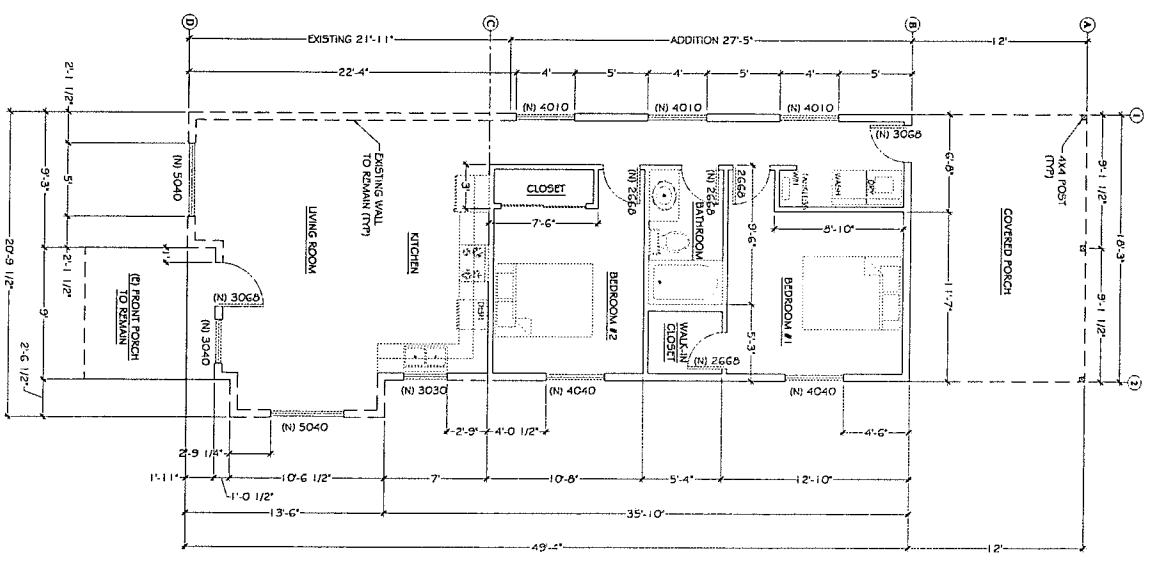 D
C
B
A
EXISTING 21'-11"
ADDITION 27'-5"
12'
22'-4"
4'
5'
4'
5'
4'
5'
2'-1 1/2"
(N) 4010
(N) 4010
(N) 4010
1
(N) 3068
9'-3"
5'
(N) 5040
EXISTING WALL
TO REMAIN (TYP)
3'
CLOSET
(N) 2668
(N) 2668
2668
WASH
DRY
6'-8"
4X4 POST
(TYP)
9'-1 1/2"
18'-3"
7'-6"
BATHROOM
9'-6"
8'-10"
COVERED PORCH
20'-9 1/2"
LIVING ROOM
KITCHEN
2'-1 1/2"
1'
(E) FRONT PORCH
TO REMAIN
9'
(N) 3068
(N) 3040
BEDROOM #2
BEDROOM #1
11'-7"
9'-1 1/2"
WALK-IN
CLOSET
5'-3"
(N) 2668
2'-6 1/2"
(N) 3030
(N) 4040
(N) 4040
2
(N) 5040
2'-9"
4'-0 1/2"
4'-6"
2'-9 1/4"
1'-11"
10'-6 1/2"
7'
10'-8"
5'-4"
12'-10"
1'-0 1/2"
13'-6"
35'-10"
49'-4"
12'